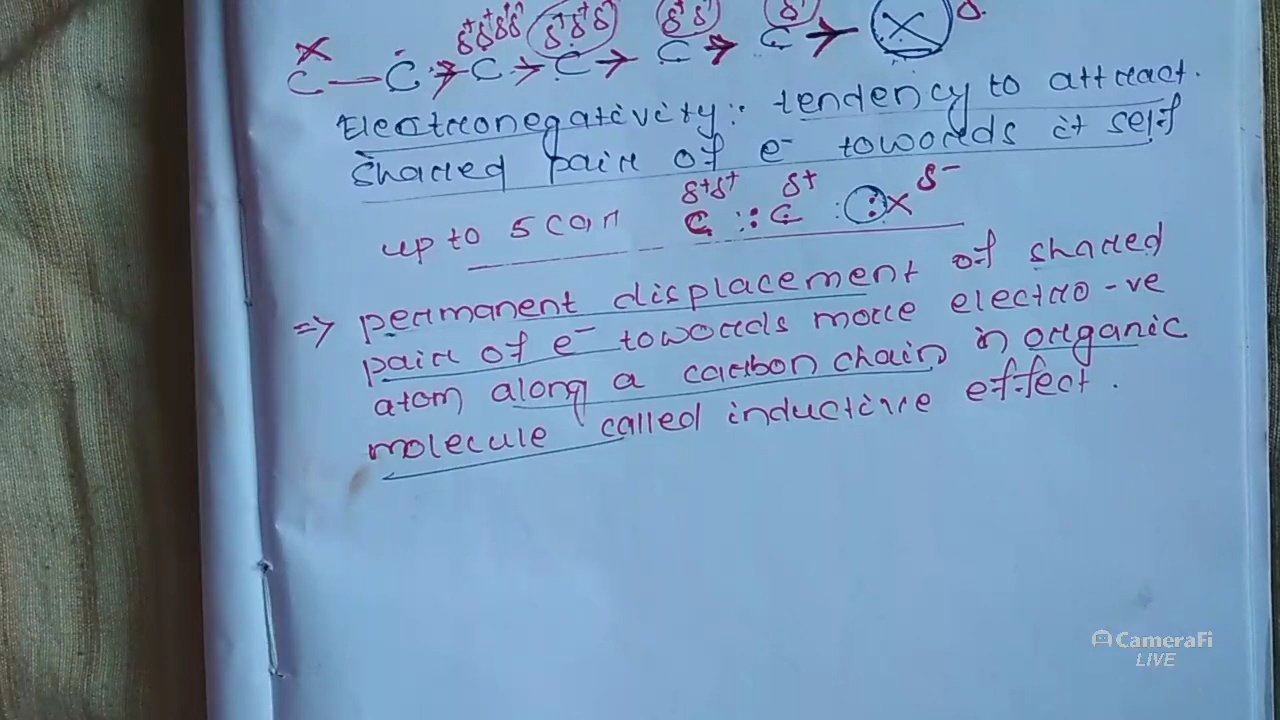 δ+δ+δ+δ+ δ+δ+δ+ δ+δ+ δ+ δ-
C — C → C → C → C → C → X
Electronegativity: tendency to attract.
shared pair of e- towards it self
δ+δ+ δ+ δ-
up to 5 C C :: C : X
=> permanent displacement of shared
pair of e- towards more electro-ve
atom along a carbon chain in organic
molecule called inductive effect.
CameraFi
LIVE